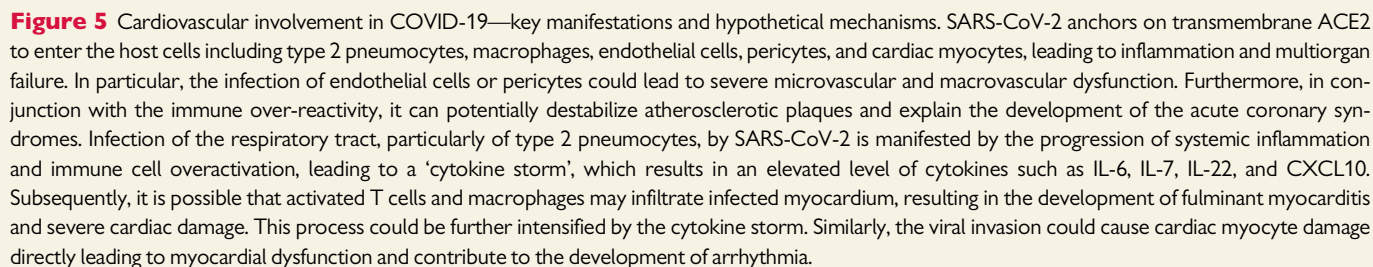 Figure 5 Cardiovascular involvement in COVID-19—key manifestations and hypothetical mechanisms. SARS-CoV-2 anchors on transmembrane ACE2
to enter the host cells including type 2 pneumocytes, macrophages, endothelial cells, pericytes, and cardiac myocytes, leading to inflammation and multiorgan
failure. In particular, the infection of endothelial cells or pericytes could lead to severe microvascular and macrovascular dysfunction. Furthermore, in con-
junction with the immune over-reactivity, it can potentially destabilize atherosclerotic plaques and explain the development of the acute coronary syn-
dromes. Infection of the respiratory tract, particularly of type 2 pneumocytes, by SARS-CoV-2 is manifested by the progression of systemic inflammation
and immune cell overactivation, leading to a ‘cytokine storm’, which results in an elevated level of cytokines such as IL-6, IL-7, IL-22, and CXCL10.
Subsequently, it is possible that activated T cells and macrophages may infiltrate infected myocardium, resulting in the development of fulminant myocarditis
and severe cardiac damage. This process could be further intensified by the cytokine storm. Similarly, the viral invasion could cause cardiac myocyte damage
directly leading to myocardial dysfunction and contribute to the development of arrhythmia.